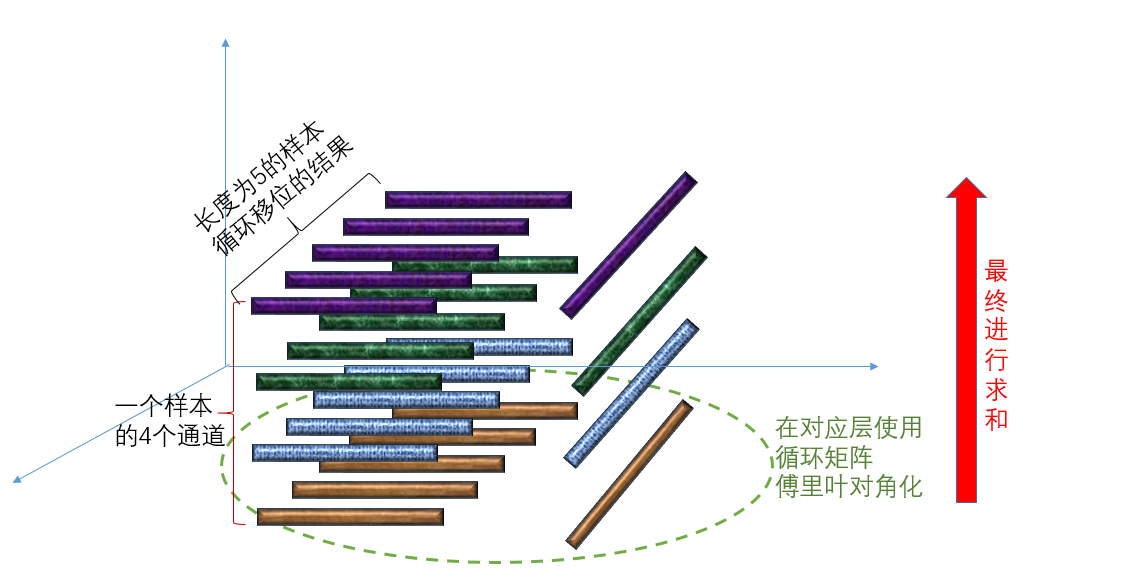 长度为5的样本
循环移位的结果
一个样本
的4个通道
在对应层使用
循环矩阵
傅里叶对角化
最终进行求和